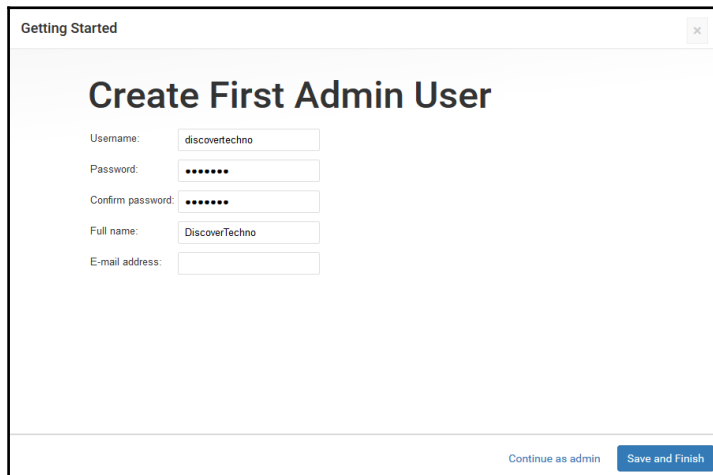 Getting Started
×
Create First Admin User
Username: discovertechno
Password: •••••••
Confirm password: •••••••
Full name: DiscoverTechno
E-mail address:
Continue as admin Save and Finish